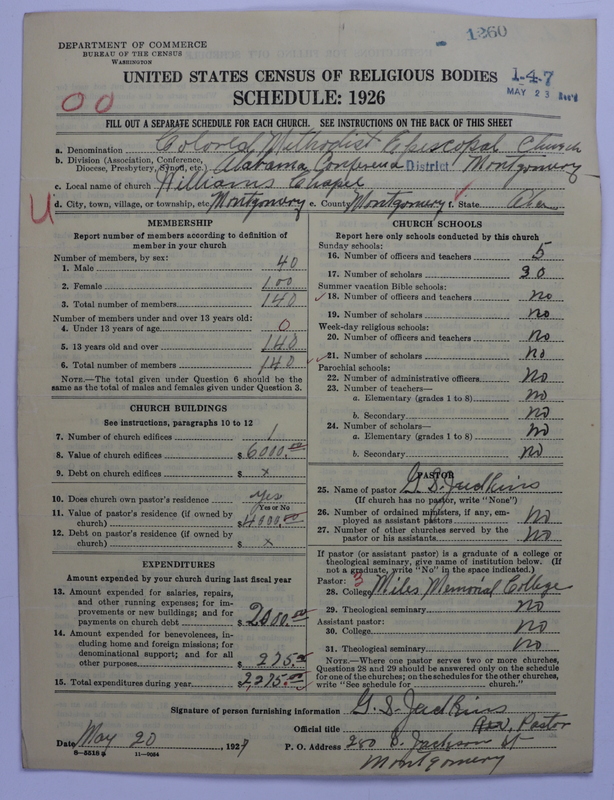 1260
DEPARTMENT OF COMMERCE
BUREAU OF THE CENSUS
WASHINGTON
UNITED STATES CENSUS OF RELIGIOUS BODIES
1-4-7
SCHEDULE: 1926
MAY 23
00
FILL OUT A SEPARATE SCHEDULE FOR EACH CHURCH. SEE INSTRUCTIONS ON THE BACK OF THIS SHEET
a. Denomination Colored Methodist Episcopal Church
b. Division (Association, Conference, Diocese, Presbytery, Synod, etc.) Alabama Conference District Montgomery
c. Local name of church Williams Chapel
U
d. City, town, village, or township, etc. Montgomery e. County Montgomery f. State Ala
MEMBERSHIP
Report number of members according to definition of
member in your church
Number of members, by sex:
1. Male 40
2. Female 100
3. Total number of members 140
Number of members under and over 13 years old:
4. Under 13 years of age 0
5. 13 years old and over 140
6. Total number of members 140
NOTE.—The total given under Question 6 should be the
same as the total of males and females given under Question 3.
CHURCH BUILDINGS
See instructions, paragraphs 10 to 12
7. Number of church edifices 1
8. Value of church edifices $ 6000.00
9. Debt on church edifices $ x
10. Does church own pastor's residence Yes
Yes or No
11. Value of pastor's residence (if owned by
church) $ 4000.00
12. Debt on pastor's residence (if owned by
church) $ x
EXPENDITURES
Amount expended by your church during last fiscal year
13. Amount expended for salaries, repairs,
and other running expenses; for im-
provements or new buildings; and for
payments on church debt $ 2000.00
14. Amount expended for benevolences, in-
cluding home and foreign missions; for
denominational support; and for all
other purposes $ 275.00
15. Total expenditures during year $ 2,275.00
CHURCH SCHOOLS
Report here only schools conducted by this church
Sunday schools:
16. Number of officers and teachers 5
17. Number of scholars 30
Summer vacation Bible schools:
18. Number of officers and teachers no
19. Number of scholars no
Week-day religious schools:
20. Number of officers and teachers no
21. Number of scholars no
Parochial schools:
22. Number of administrative officers no
23. Number of teachers—
a. Elementary (grades 1 to 8) no
b. Secondary no
24. Number of scholars—
a. Elementary (grades 1 to 8) no
b. Secondary no
PASTOR
25. Name of pastor G. S. Judkins
(If church has no pastor, write "None")
26. Number of ordained ministers, if any, em-
ployed as assistant pastors no
27. Number of other churches served by the
pastor or his assistants no
If pastor (or assistant pastor) is a graduate of a college or
theological seminary, give name of institution below. (If
not a graduate, write "No" in the space indicated.)
Pastor: 3
28. College Miles Memorial College
29. Theological seminary no
Assistant pastor:
30. College no
31. Theological seminary no
NOTE.—Where one pastor serves two or more churches,
Questions 28 and 29 should be answered only on the schedule
for one of the churches; on the schedules for the other churches,
write "See schedule for church."
Signature of person furnishing information G. S. Judkins
Official title Pastor
Date May 20, 1927 P. O. Address 280 S. Jackson St
Montgomery
8—5518 a 11—9064